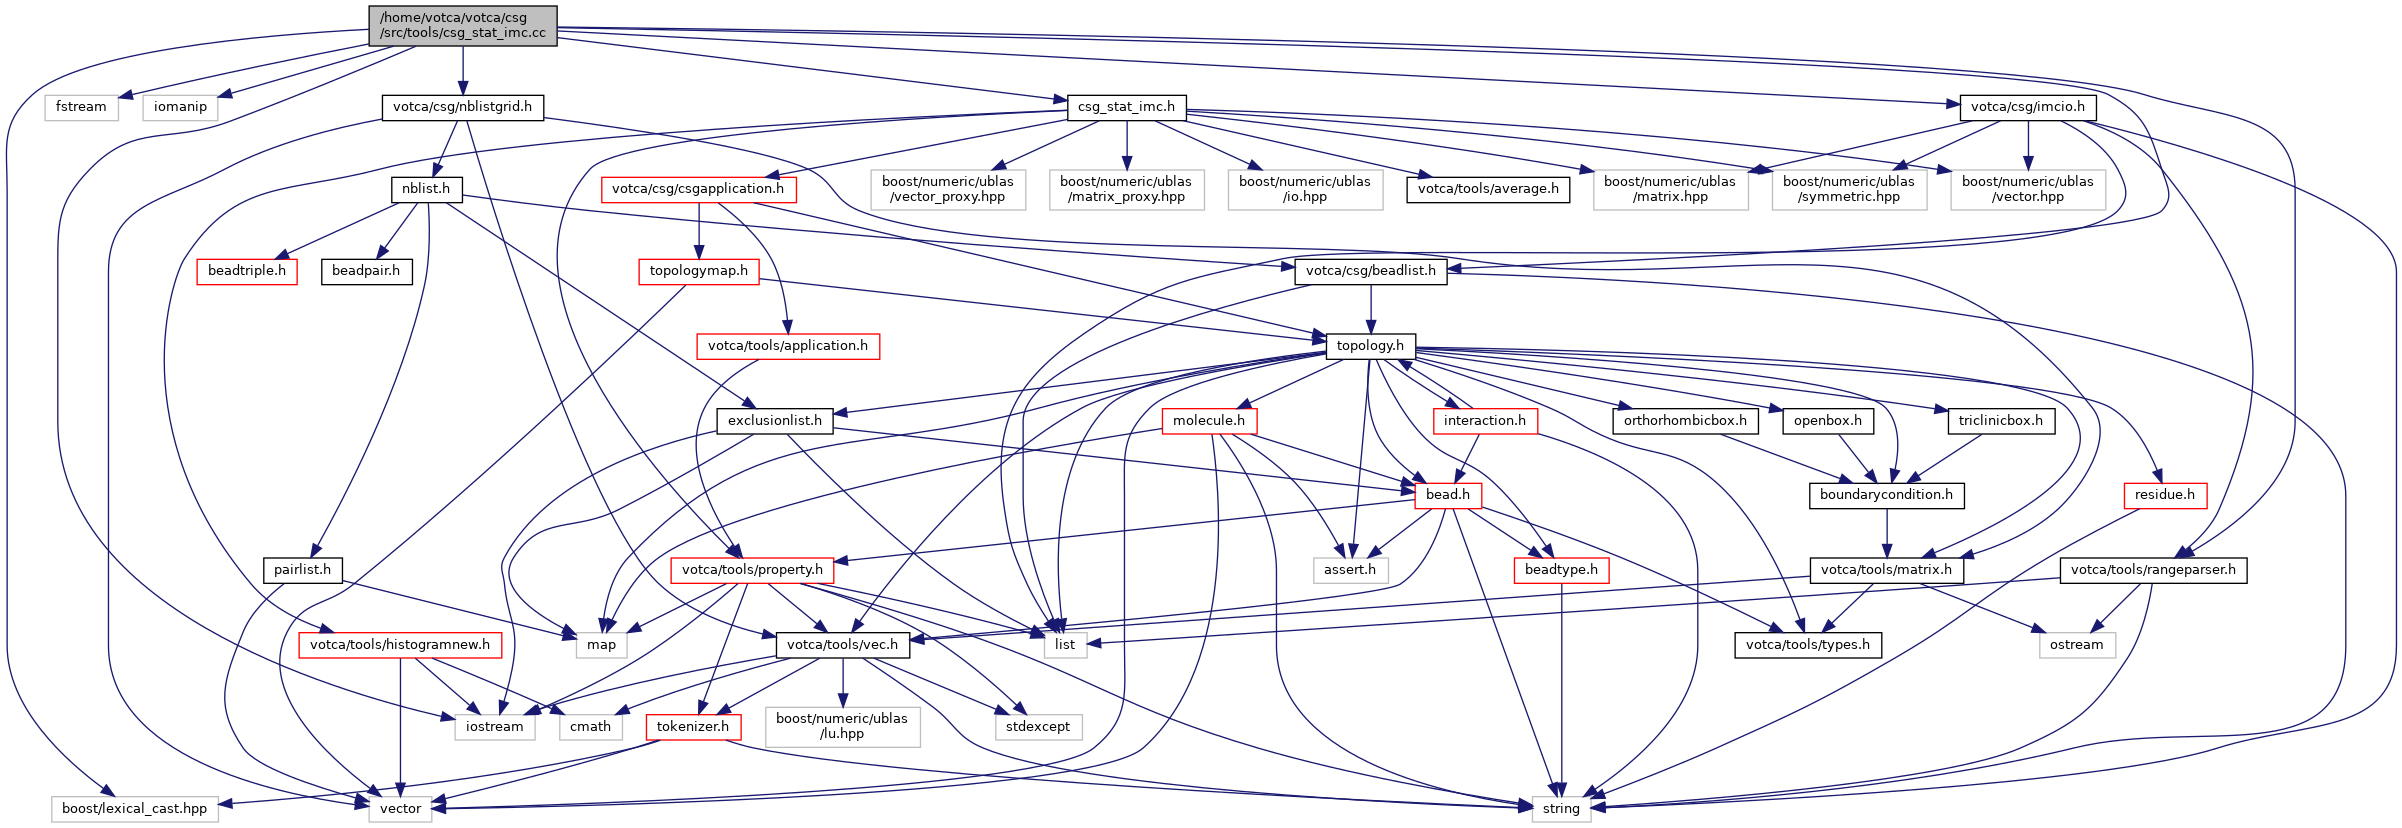 /home/votca/votca/csg
/src/tools/csg_stat_imc.cc
fstream
iomanip
votca/csg/nblistgrid.h
csg_stat_imc.h
votca/csg/imcio.h
nblist.h
votca/csg/csgapplication.h
boost/numeric/ublas
/vector_proxy.hpp
boost/numeric/ublas
/matrix_proxy.hpp
boost/numeric/ublas
/io.hpp
votca/tools/average.h
boost/numeric/ublas
/matrix.hpp
boost/numeric/ublas
/symmetric.hpp
boost/numeric/ublas
/vector.hpp
beadtriple.h
beadpair.h
topologymap.h
votca/csg/beadlist.h
votca/tools/application.h
topology.h
exclusionlist.h
molecule.h
interaction.h
orthorhombicbox.h
openbox.h
triclinicbox.h
bead.h
boundarycondition.h
residue.h
pairlist.h
votca/tools/property.h
assert.h
beadtype.h
votca/tools/matrix.h
votca/tools/rangeparser.h
votca/tools/histogramnew.h
map
votca/tools/vec.h
list
votca/tools/types.h
ostream
iostream
cmath
tokenizer.h
boost/numeric/ublas
/lu.hpp
stdexcept
boost/lexical_cast.hpp
vector
string